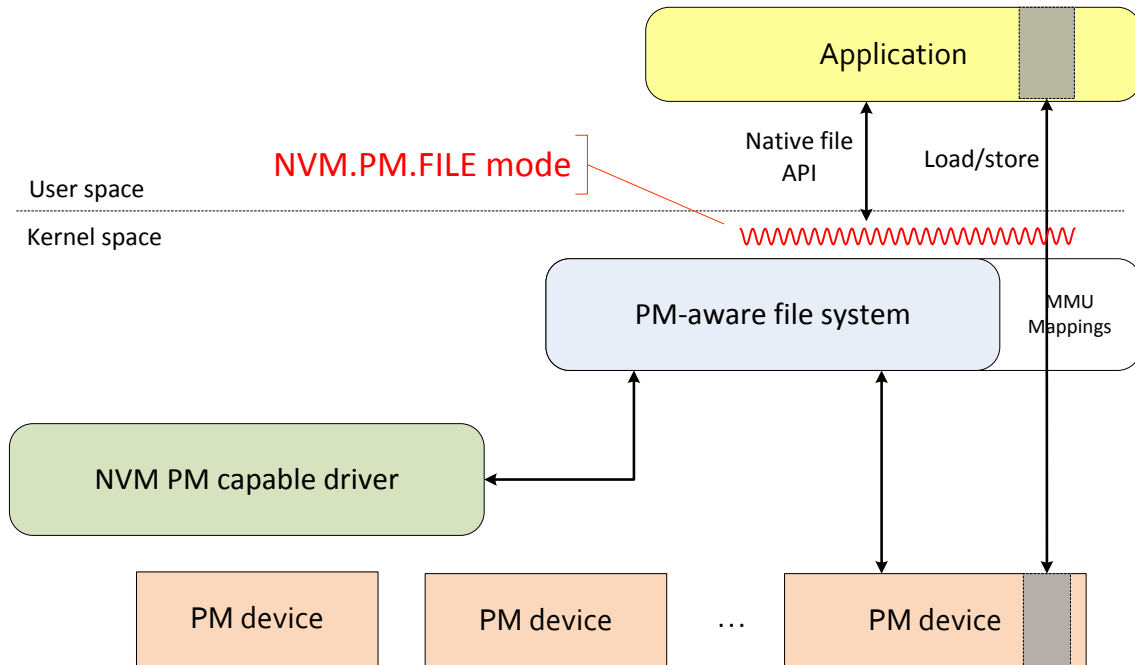 Application
Native file
API
Load/store
NVM.PM.FILE mode
User space
Kernel space
PM-aware file system
MMU
Mappings
NVM PM capable driver
PM device
PM device
...
PM device